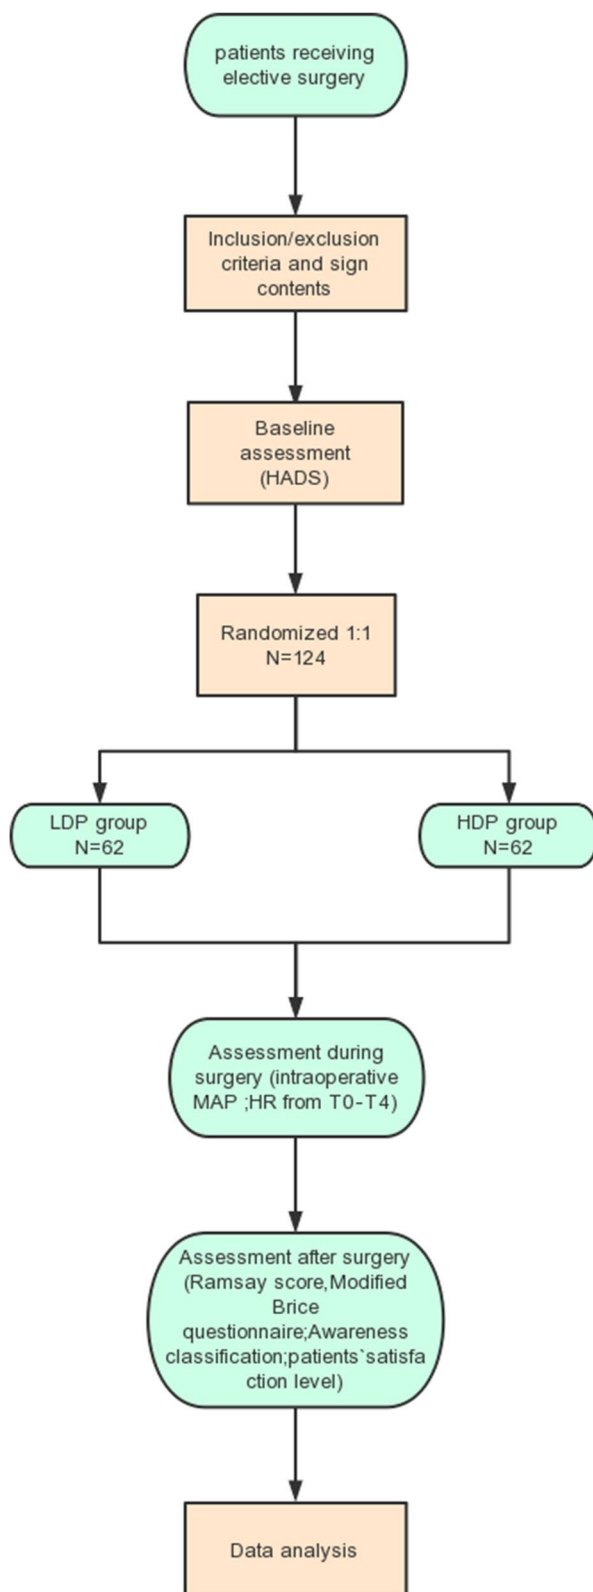 patients receiving
elective surgery
Inclusion/exclusion
criteria and sign
contents
Baseline
assessment
(HADS)
Randomized 1:1
N=124
LDP group
N=62
HDP group
N=62
Assessment during
surgery (intraoperative
MAP ;HR from T0-T4)
Assessment after surgery
(Ramsay score,Modified
Brice
questionnaire;Awareness
classification;patients`satisfa
ction level)
Data analysis